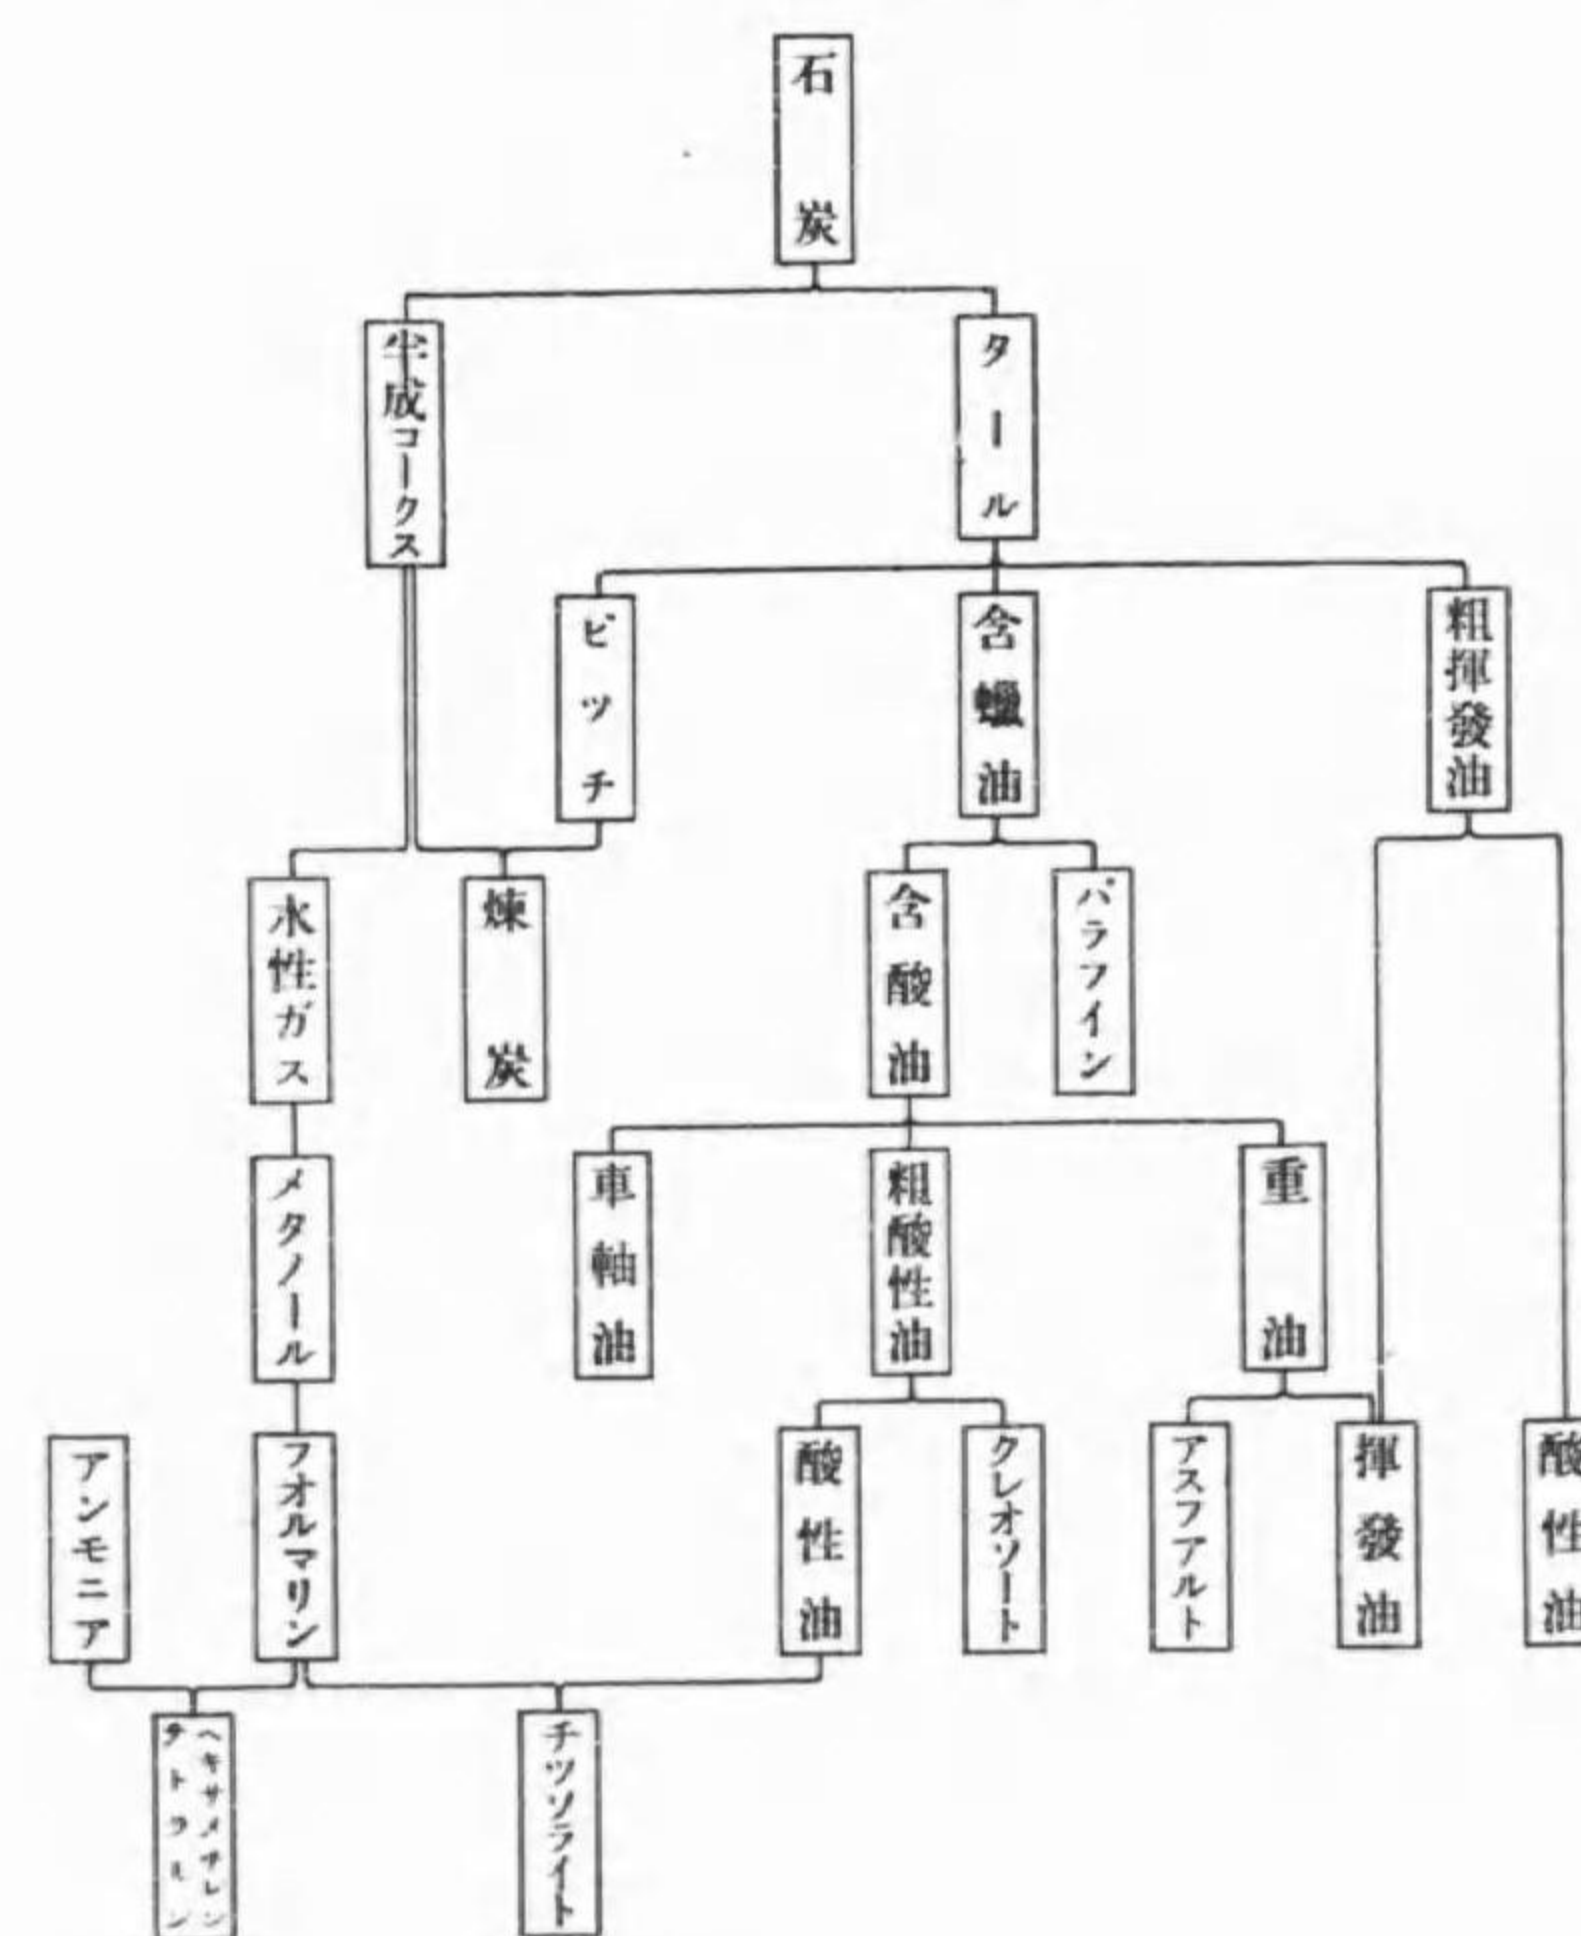 石炭
半成コークス
タール
ピッチ
含蠟油
粗揮發油
水性ガス
煉炭
含酸油
パラフイン
メタノール
車軸油
粗酸性油
重油
アンモニア
フオルマリン
酸性油
クレオソート
アスフアルト
揮發油
酸性油
ヘキサメチレン
テトラミン
チツソライト